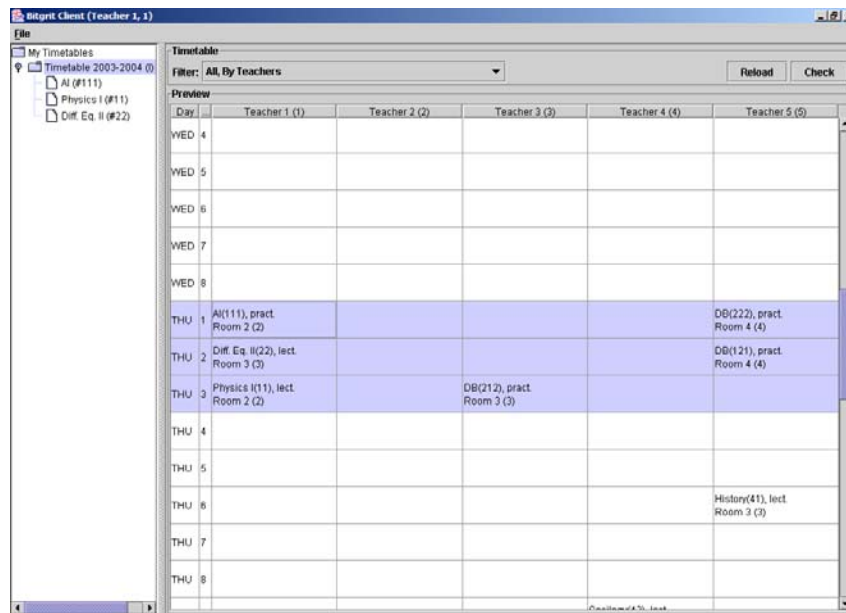 Bitgrit Client (Teacher 1, 1)
File
My Timetables
Timetable 2003-2004 (I)
AI (#111)
Physics I (#11)
Diff. Eq. II (#22)
Timetable
Filter: All, By Teachers
Reload Check
Preview
Day ... Teacher 1 (1) Teacher 2 (2) Teacher 3 (3) Teacher 4 (4) Teacher 5 (5)
WED 4
WED 5
WED 6
WED 7
WED 8
THU 1 AI(111), pract. Room 2 (2) DB(222), pract. Room 4 (4)
THU 2 Diff. Eq. II(22), lect. Room 3 (3) DB(121), pract. Room 4 (4)
THU 3 Physics I(11), lect. Room 2 (2) DB(212), pract. Room 3 (3)
THU 4
THU 5
THU 6 History(41), lect. Room 3 (3)
THU 7
THU 8